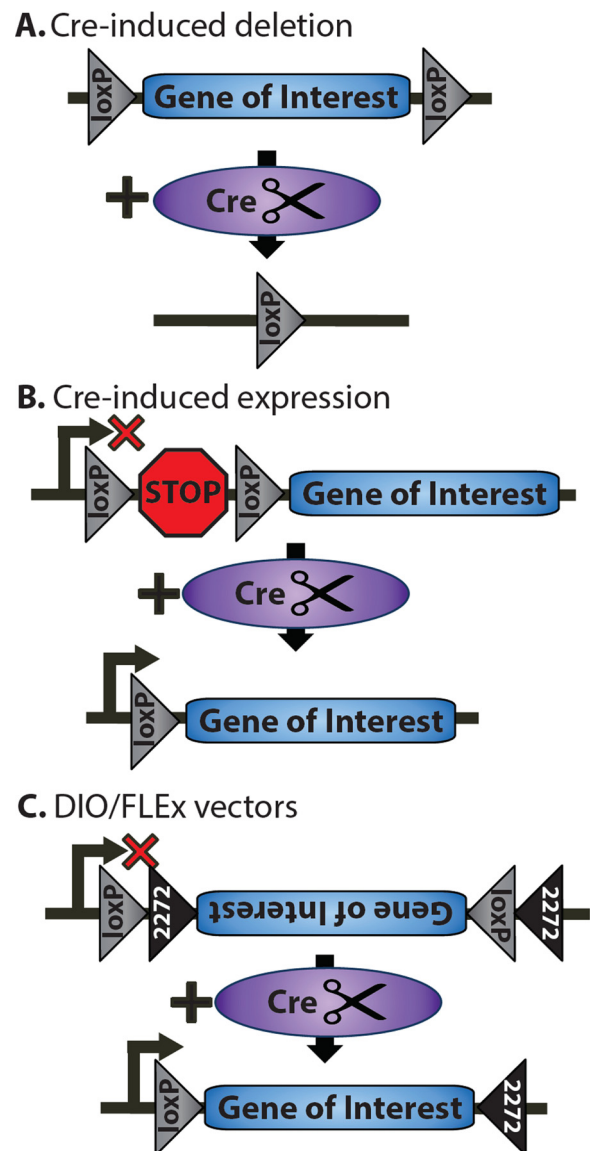 A. Cre-induced deletion
loxP Gene of Interest loxP
+ Cre
loxP
B. Cre-induced expression
loxP STOP loxP Gene of Interest
+ Cre
loxP Gene of Interest
C. DIO/FLEx vectors
loxP 2272 Gene of Interest loxP 2272
+ Cre
loxP Gene of Interest 2272